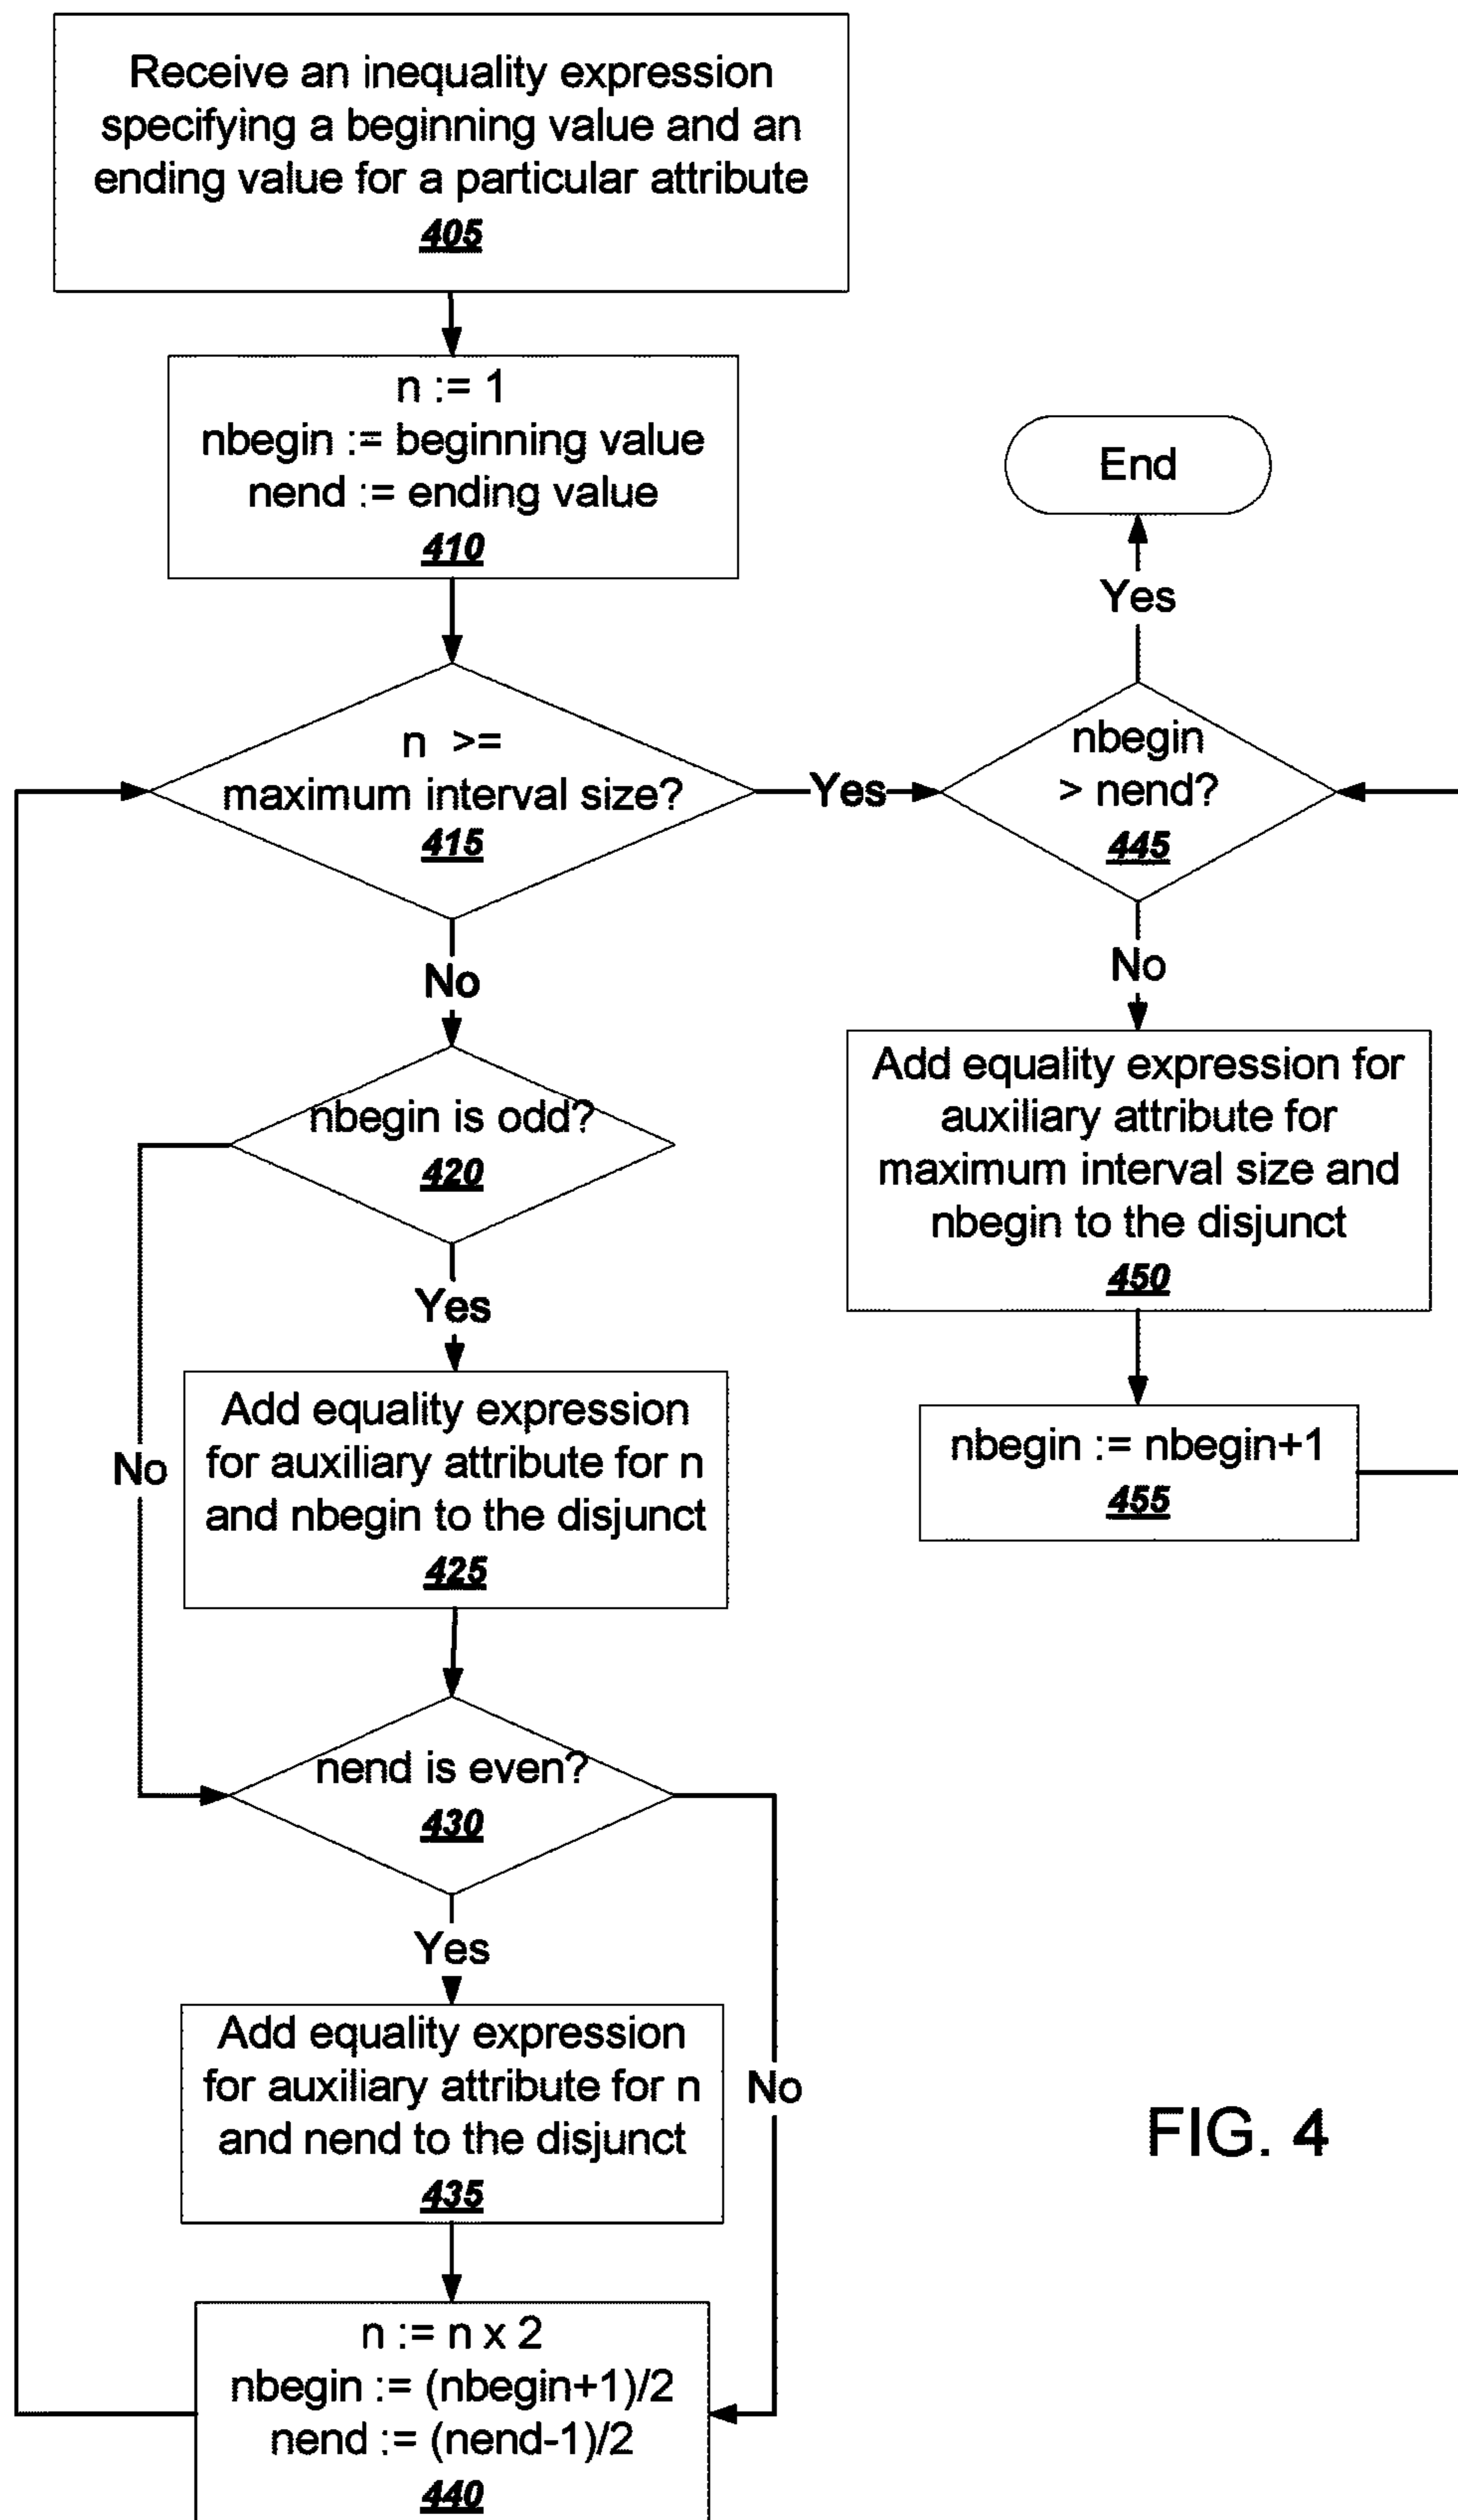 Receive an inequality expression
specifying a beginning value and an
ending value for a particular attribute
405
n := 1
nbegin := beginning value
nend := ending value
410
n >=
maximum interval size?
415
Yes
No
nbegin is odd?
420
Yes
No
Add equality expression
for auxiliary attribute for n
and nbegin to the disjunct
425
nend is even?
430
Yes
No
Add equality expression
for auxiliary attribute for n
and nend to the disjunct
435
n := n x 2
nbegin := (nbegin+1)/2
nend := (nend-1)/2
440
End
Yes
nbegin
> nend?
445
No
Add equality expression for
auxiliary attribute for
maximum interval size and
nbegin to the disjunct
450
nbegin := nbegin+1
455
FIG. 4